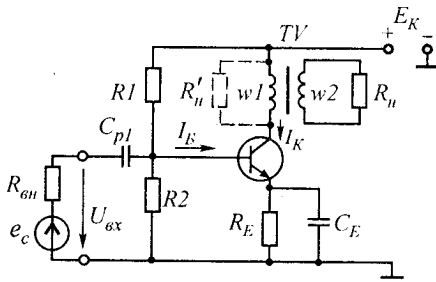 TV
E_K
+
−
R1
R'_н
w1
w2
R_н
C_p1
I_Б
I_K
R_вн
R2
U_вх
R_E
C_E
e_c